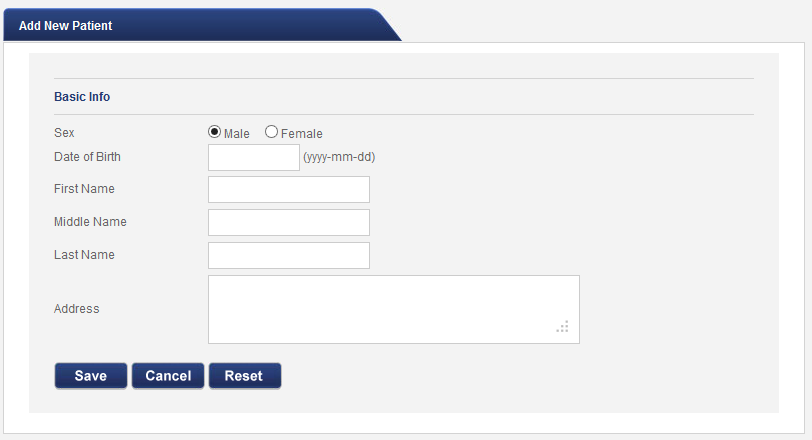 Add New Patient
Basic Info
Sex Male Female
Date of Birth (yyyy-mm-dd)
First Name
Middle Name
Last Name
Address
Save Cancel Reset